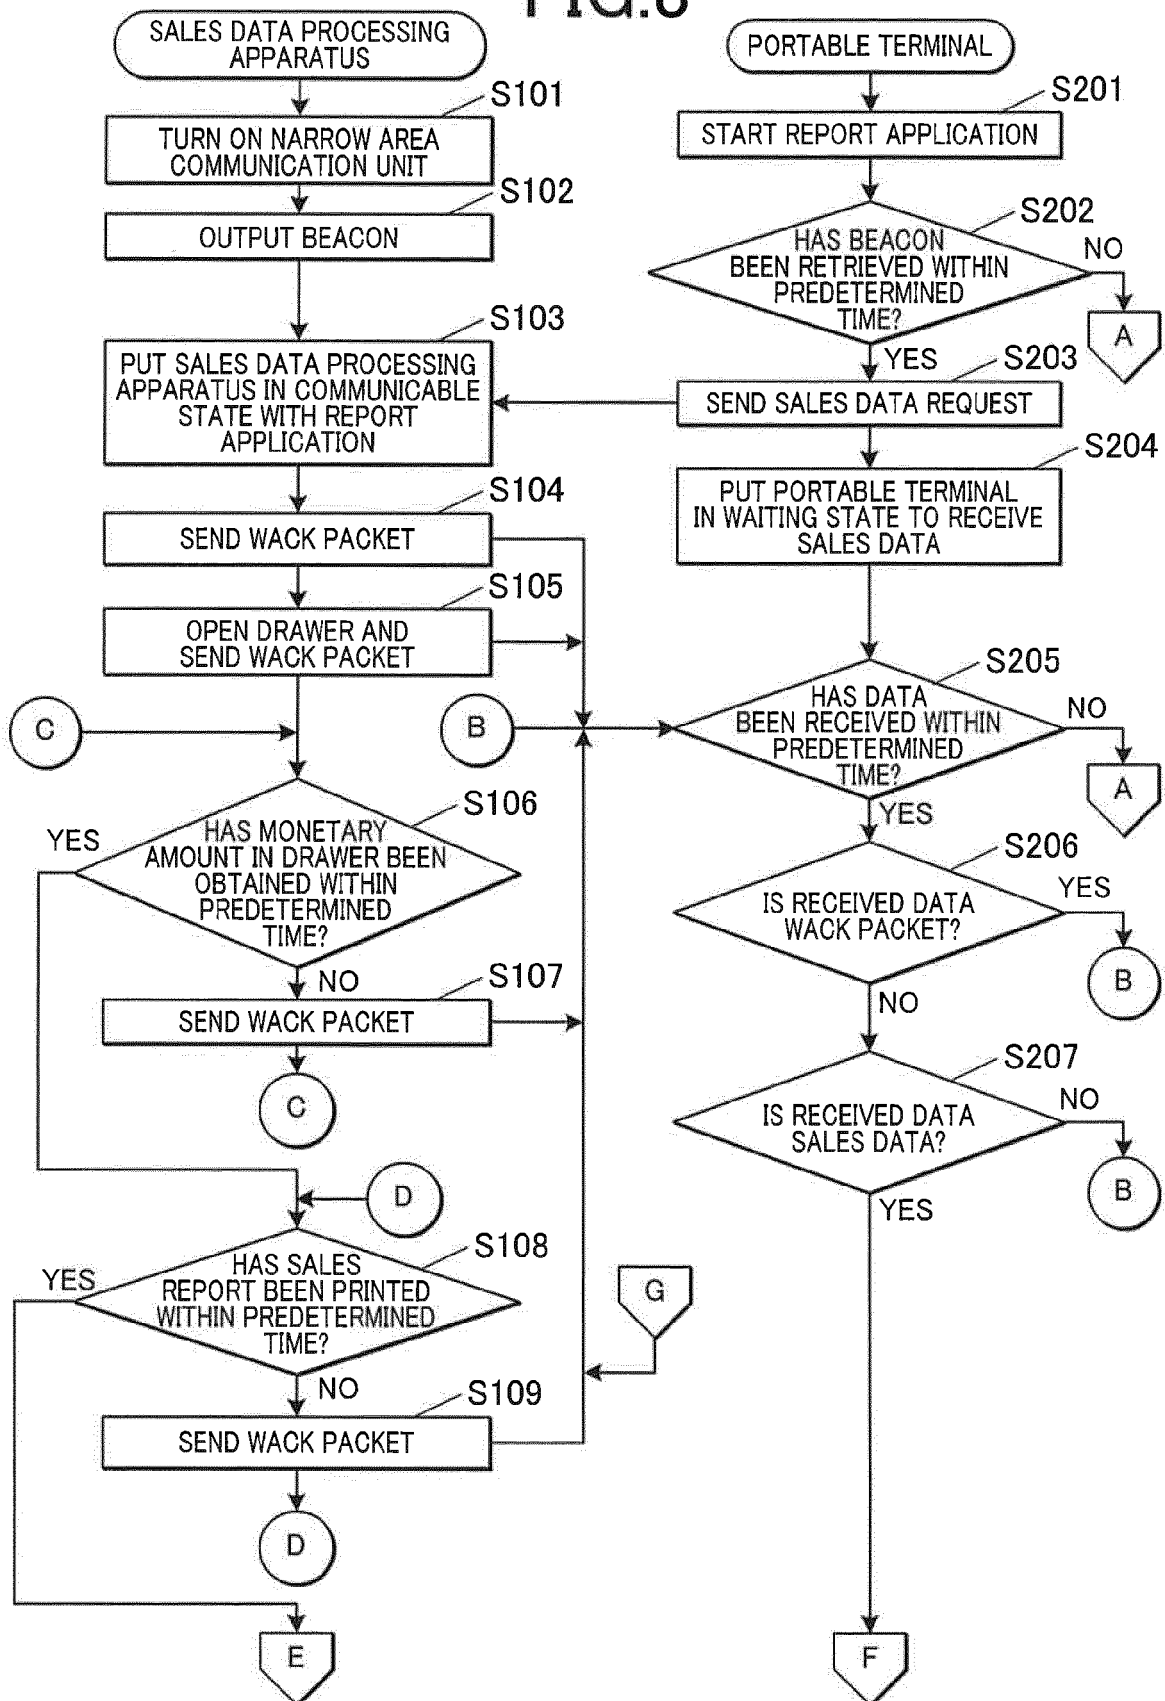 FIG.8
SALES DATA PROCESSING
APPARATUS
S101
TURN ON NARROW AREA
COMMUNICATION UNIT
S102
OUTPUT BEACON
S103
PUT SALES DATA PROCESSING
APPARATUS IN COMMUNICABLE
STATE WITH REPORT
APPLICATION
S104
SEND WACK PACKET
S105
OPEN DRAWER AND
SEND WACK PACKET
C
B
S106
YES
HAS MONETARY
AMOUNT IN DRAWER BEEN
OBTAINED WITHIN
PREDETERMINED
TIME?
NO
S107
SEND WACK PACKET
C
D
S108
YES
HAS SALES
REPORT BEEN PRINTED
WITHIN PREDETERMINED
TIME?
G
NO
S109
SEND WACK PACKET
D
E
PORTABLE TERMINAL
S201
START REPORT APPLICATION
S202
HAS BEACON
BEEN RETRIEVED WITHIN
PREDETERMINED
TIME?
NO
A
YES
S203
SEND SALES DATA REQUEST
S204
PUT PORTABLE TERMINAL
IN WAITING STATE TO RECEIVE
SALES DATA
S205
HAS DATA
BEEN RECEIVED WITHIN
PREDETERMINED
TIME?
NO
A
YES
S206
IS RECEIVED DATA
WACK PACKET?
YES
B
NO
S207
IS RECEIVED DATA
SALES DATA?
NO
B
YES
F